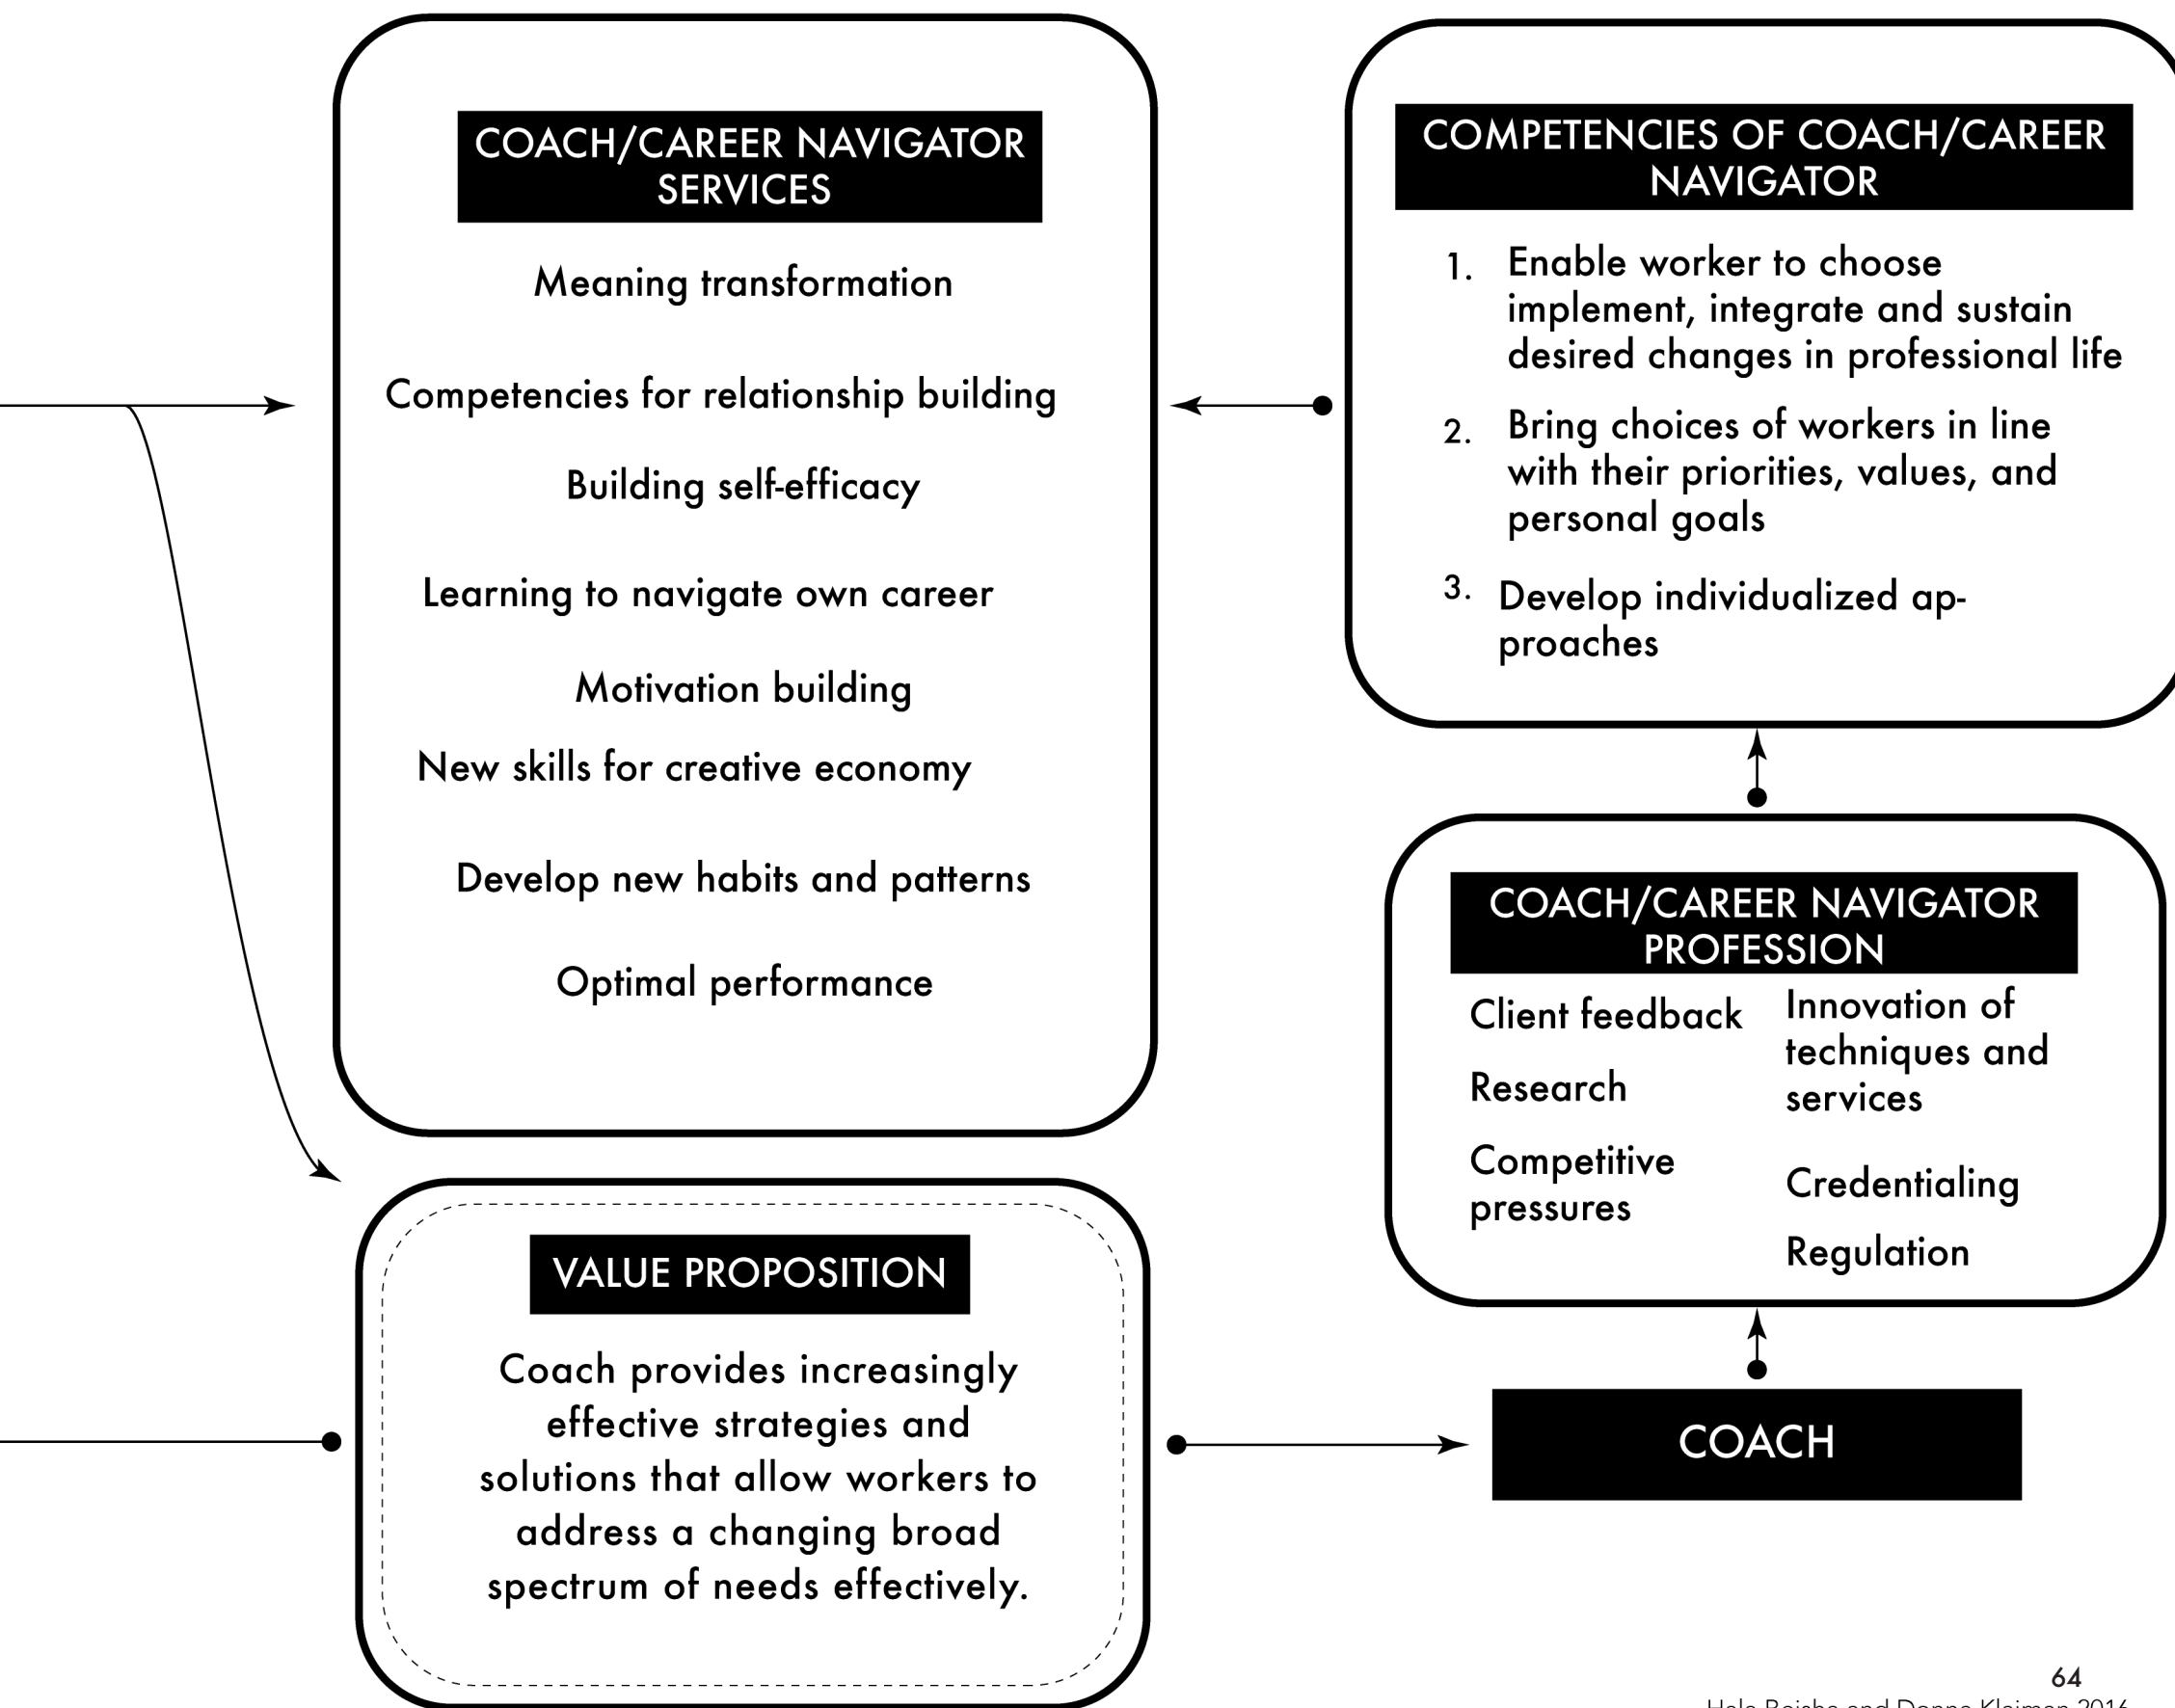 COACH/CAREER NAVIGATOR
SERVICES
Meaning transformation
Competencies for relationship building
Building self-efficacy
Learning to navigate own career
Motivation building
New skills for creative economy
Develop new habits and patterns
Optimal performance
VALUE PROPOSITION
Coach provides increasingly
effective strategies and
solutions that allow workers to
address a changing broad
spectrum of needs effectively.
COMPETENCIES OF COACH/CAREER
NAVIGATOR
1. Enable worker to choose
implement, integrate and sustain
desired changes in professional life
2. Bring choices of workers in line
with their priorities, values, and
personal goals
3. Develop individualized ap-
proaches
COACH/CAREER NAVIGATOR
PROFESSION
Client feedback
Research
Competitive
pressures
Innovation of
techniques and
services
Credentialing
Regulation
COACH
64
and Donna 2016